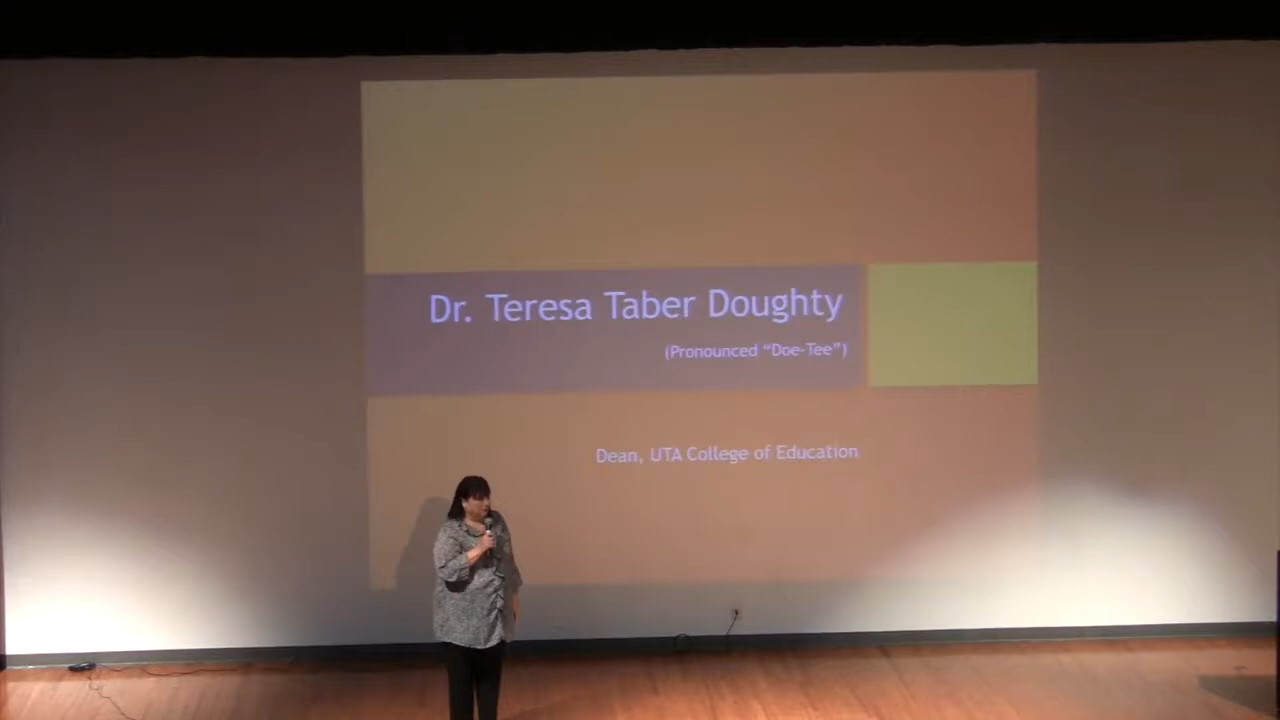 Dr. Teresa Taber Doughty
(Pronounced “Doe-Tee”)
Dean, UTA College of Education